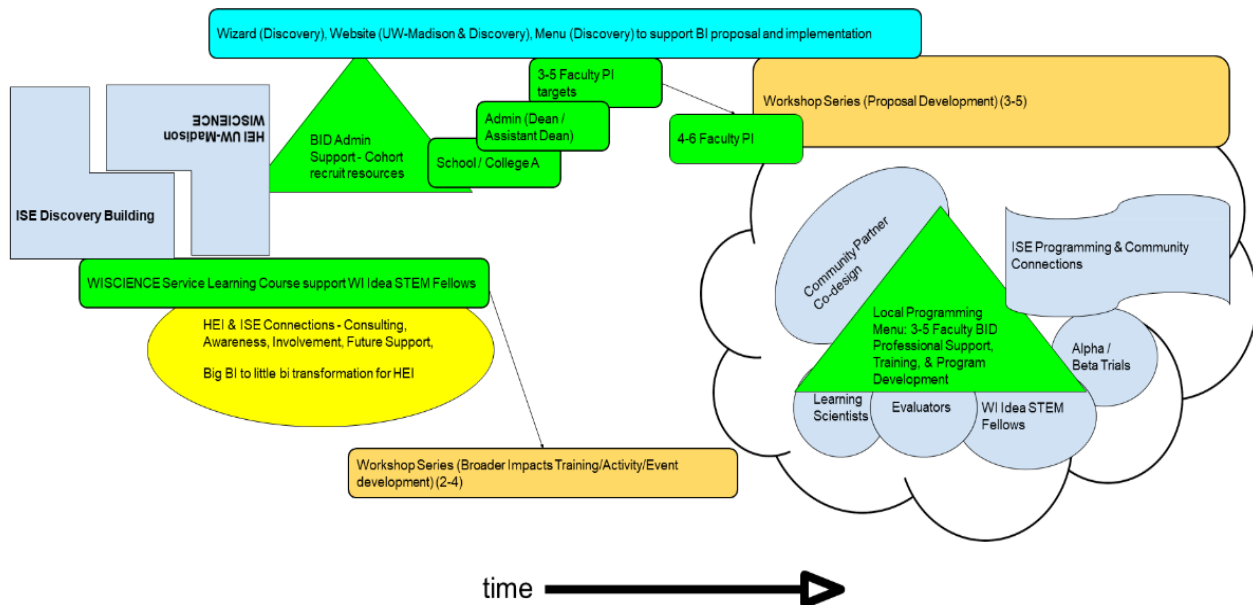 Wizard (Discovery), Website (UW-Madison & Discovery), Menu (Discovery) to support BI proposal and implementation
3-5 Faculty PI
targets
Admin (Dean /
Assistant Dean)
School / College A
BID Admin
Support - Cohort
recruit resources
HEI UW-Madison
WISCIENCE
ISE Discovery Building
4-6 Faculty PI
Workshop Series (Proposal Development) (3-5)
WISCIENCE Service Learning Course support WI Idea STEM Fellows
HEI & ISE Connections - Consulting,
Awareness, Involvement, Future Support,
Big BI to little bi transformation for HEI
Workshop Series (Broader Impacts Training/Activity/Event
development) (2-4)
Community Partner
Co-design
ISE Programming & Community
Connections
Local Programming
Menu: 3-5 Faculty BID
Professional Support,
Training, & Program
Development
Alpha /
Beta Trials
Learning
Scientists
Evaluators
WI Idea STEM
Fellows
time